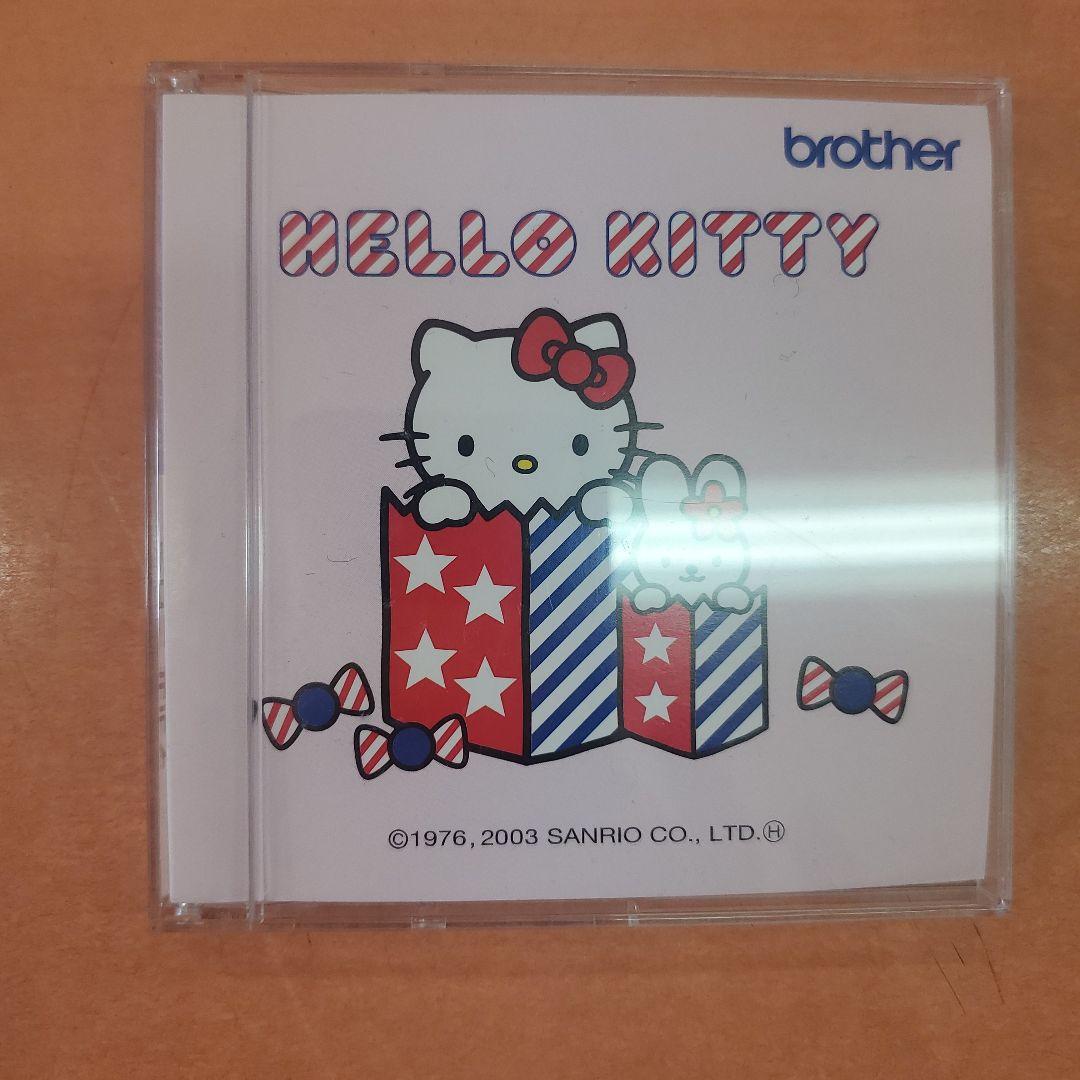 brother
HELLO KITTY
©1976, 2003 SANRIO CO., LTD.Ⓗ